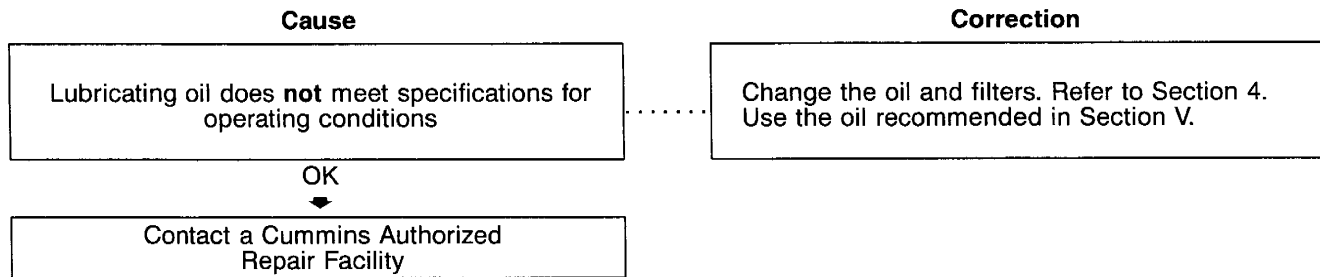 Cause
Correction
Lubricating oil does not meet specifications for
operating conditions
Change the oil and filters. Refer to Section 4.
Use the oil recommended in Section V.
OK
Contact a Cummins Authorized
Repair Facility